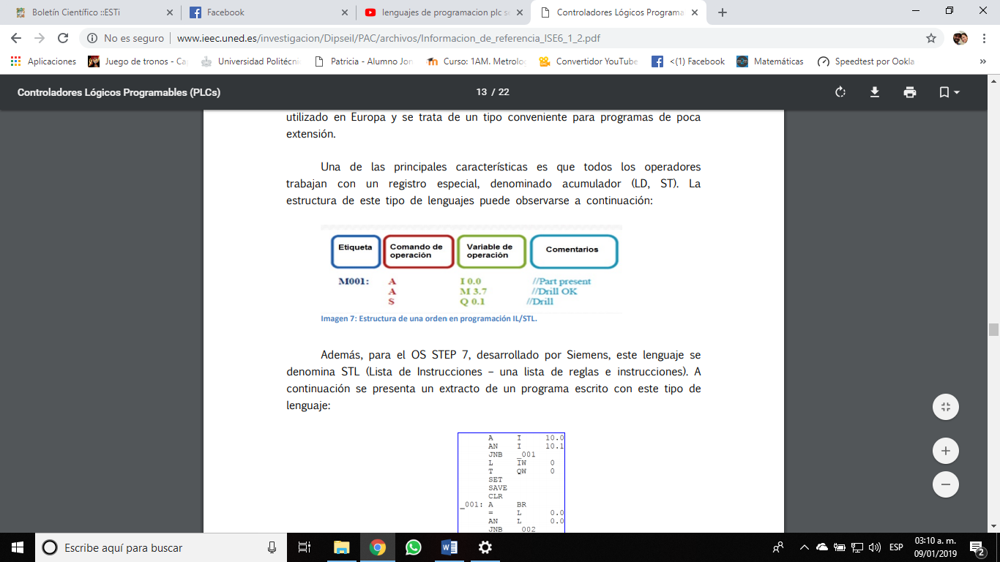 Boletín Científico ::ESTi
Facebook
lenguajes de programacion plc s
Controladores Lógicos Programa
No es seguro
www.ieec.uned.es/investigacion/Dipseil/PAC/archivos/Informacion_de_referencia_ISE6_1_2.pdf
Aplicaciones
Juego de tronos - Ca
Universidad Politécni
Patricia - Alumno Jon
Curso: 1AM. Metrolo
Convertidor YouTube
<(1) Facebook
Matemáticas
Speedtest por Ookla
»
Controladores Lógicos Programables (PLCs)
13 / 22
utilizado en Europa y se trata de un tipo conveniente para programas de poca
extensión.
Una de las principales características es que todos los operadores
trabajan con un registro especial, denominado acumulador (LD, ST). La
estructura de este tipo de lenguajes puede observarse a continuación:
Etiqueta
Comando de
operación
Variable de
operación
Comentarios
M001: A I 0.0 //Part present
A M 3.7 //Drill OK
S Q 0.1 //Drill
Imagen 7: Estructura de una orden en programación IL/STL.
Además, para el OS STEP 7, desarrollado por Siemens, este lenguaje se
denomina STL (Lista de Instrucciones – una lista de reglas e instrucciones). A
continuación se presenta un extracto de un programa escrito con este tipo de
lenguaje:
A I 10.0
AN I 10.1
JNB _001
L IW 0
T QW 0
SET
SAVE
CLR
_001: A BR
= L 0.0
AN L 0.0
JNB _002
Escribe aquí para buscar
ESP
03:10 a. m.
09/01/2019
2